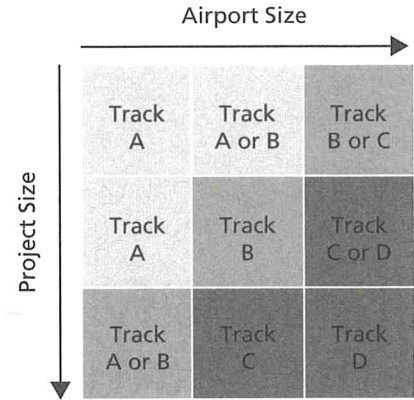 Airport Size
Project Size
Track
A
Track
A or B
Track
B or C
Track
A
Track
B
Track
C or D
Track
A or B
Track
C
Track
D